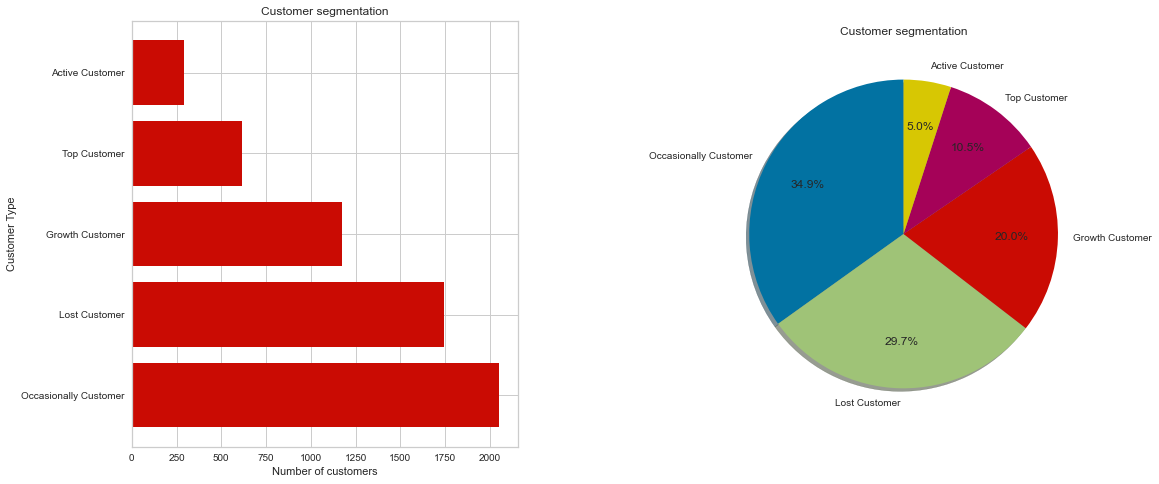 Customer segmentation
Customer Type
Active Customer
Top Customer
Growth Customer
Lost Customer
Occasionally Customer
0 250 500 750 1000 1250 1500 1750 2000
Number of customers
Customer segmentation
Active Customer
Top Customer
5.0%
10.5%
Occasionally Customer
34.9%
20.0%
Growth Customer
29.7%
Lost Customer